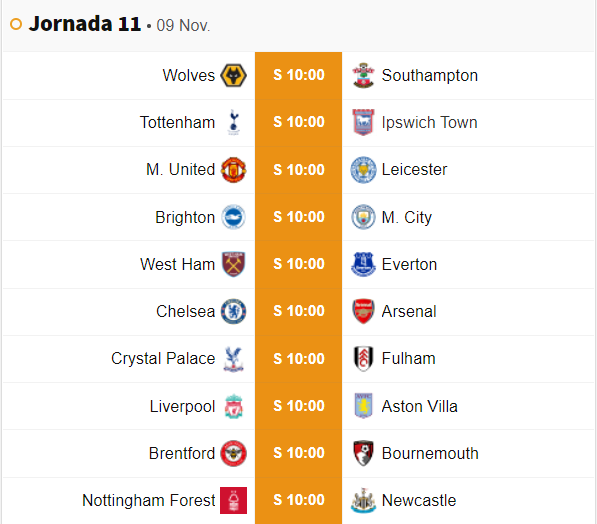 Jornada 11 • 09 Nov.
Wolves S 10:00 Southampton
Tottenham S 10:00 Ipswich Town
M. United S 10:00 Leicester
Brighton S 10:00 M. City
West Ham S 10:00 Everton
Chelsea S 10:00 Arsenal
Crystal Palace S 10:00 Fulham
Liverpool S 10:00 Aston Villa
Brentford S 10:00 Bournemouth
Nottingham Forest S 10:00 Newcastle